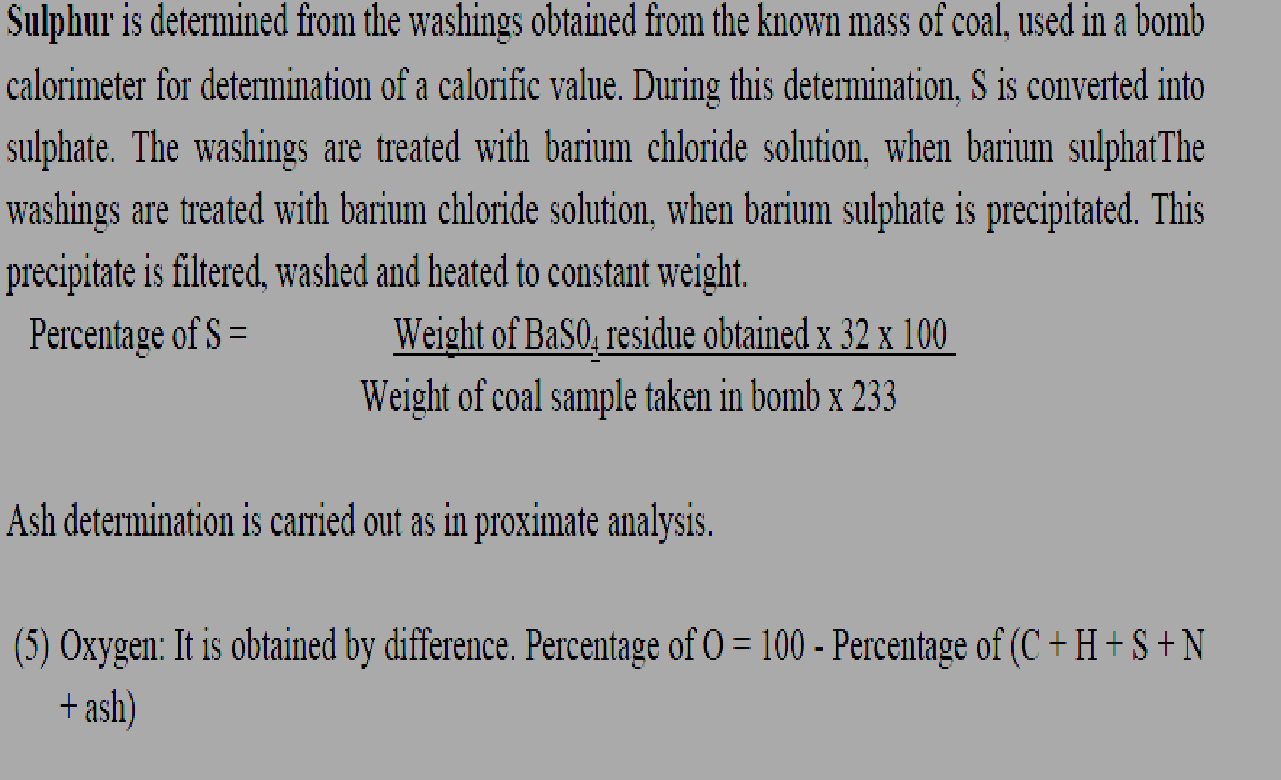 Sulphur is determined from the washings obtained from the known mass of coal, used in a bomb
calorimeter for determination of a calorific value. During this determination, S is converted into
sulphate. The washings are treated with barium chloride solution, when barium sulphatThe
washings are treated with barium chloride solution, when barium sulphate is precipitated. This
precipitate is filtered, washed and heated to constant weight.
Percentage of S = Weight of BaSO₄ residue obtained x 32 x 100
Weight of coal sample taken in bomb x 233
Ash determination is carried out as in proximate analysis.
(5) Oxygen: It is obtained by difference. Percentage of O = 100 - Percentage of (C + H + S + N
+ ash)